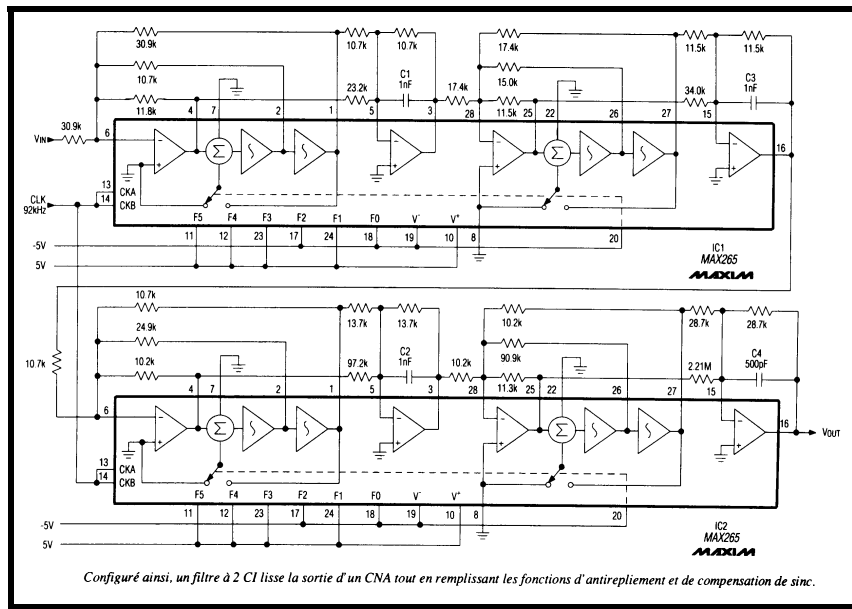 30.9k 10.7k 10.7k 17.4k 11.5k 11.5k
10.7k C1 1nF 15.0k C3 1nF
11.8k 4 7 2 23.2k 1 5 3 17.4k 28 11.5k 25 22 26 34.0k 27 15
VIN 30.9k 6 16
Σ ∫ ∫ Σ ∫ ∫
CLK 92kHz 13 CKA
14 CKB
F5 F4 F3 F2 F1 F0 V- V+
11 12 23 17 24 18 19 10 8 20
-5V
5V
IC1
MAX265
MAXIM
10.7k 13.7k 13.7k 10.2k 28.7k 28.7k
10.7k 24.9k C2 1nF 90.9k C4 500pF
10.2k 4 7 2 97.2k 1 5 3 10.2k 28 11.3k 25 22 26 2.21M 27 15
6 16 VOUT
Σ ∫ ∫ Σ ∫ ∫
13 CKA
14 CKB
F5 F4 F3 F2 F1 F0 V- V+
11 12 23 17 24 18 19 10 8 20
-5V
5V
IC2
MAX265
MAXIM
Configuré ainsi, un filtre à 2 CI lisse la sortie d'un CNA tout en remplissant les fonctions d'antirepliement et de compensation de sinc.